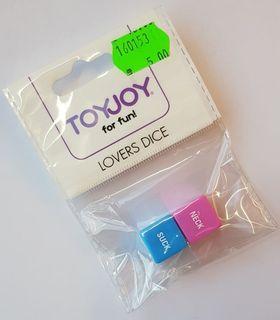 160153
5.00
TOYJOY
for fun!
LOVERS DICE
SUCK
NECK